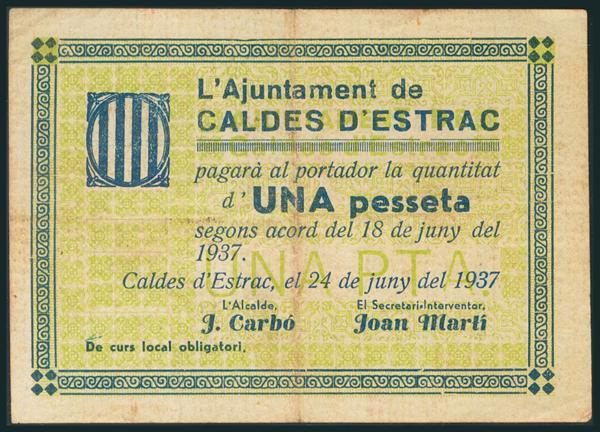 L'Ajuntament de
CALDES D'ESTRAC
pagarà al portador la quantitat
d' UNA pesseta
segons acord del 18 de juny del
1937.
UNA PTA
Caldes d'Estrac, el 24 de juny del 1937
L'Alcalde, El Secretari-Interventor,
J. Carbó Joan Martí
De curs local obligatori.